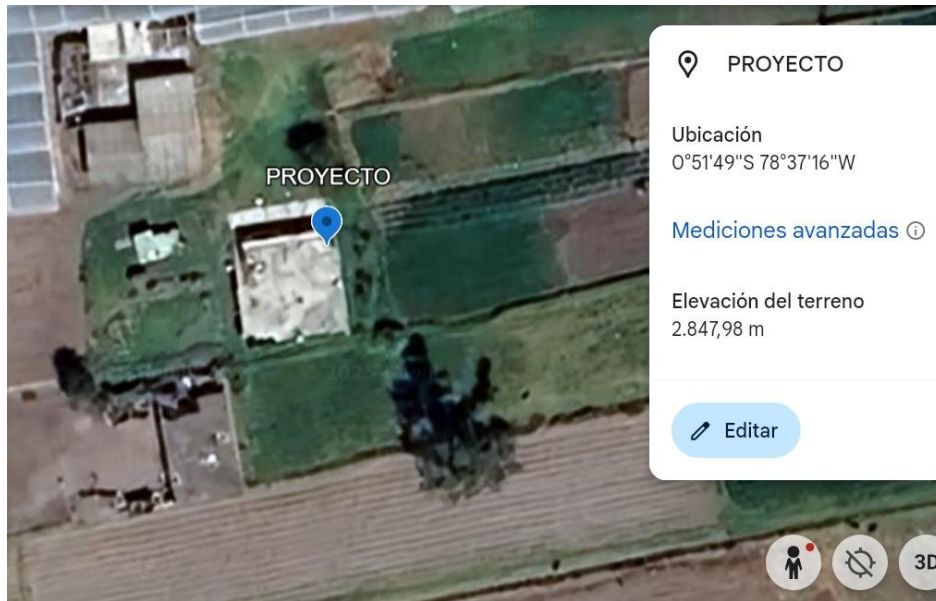 PROYECTO
PROYECTO
Ubicación
0°51'49"S 78°37'16"W
Mediciones avanzadas
Elevación del terreno
2.847,98 m
Editar
3D